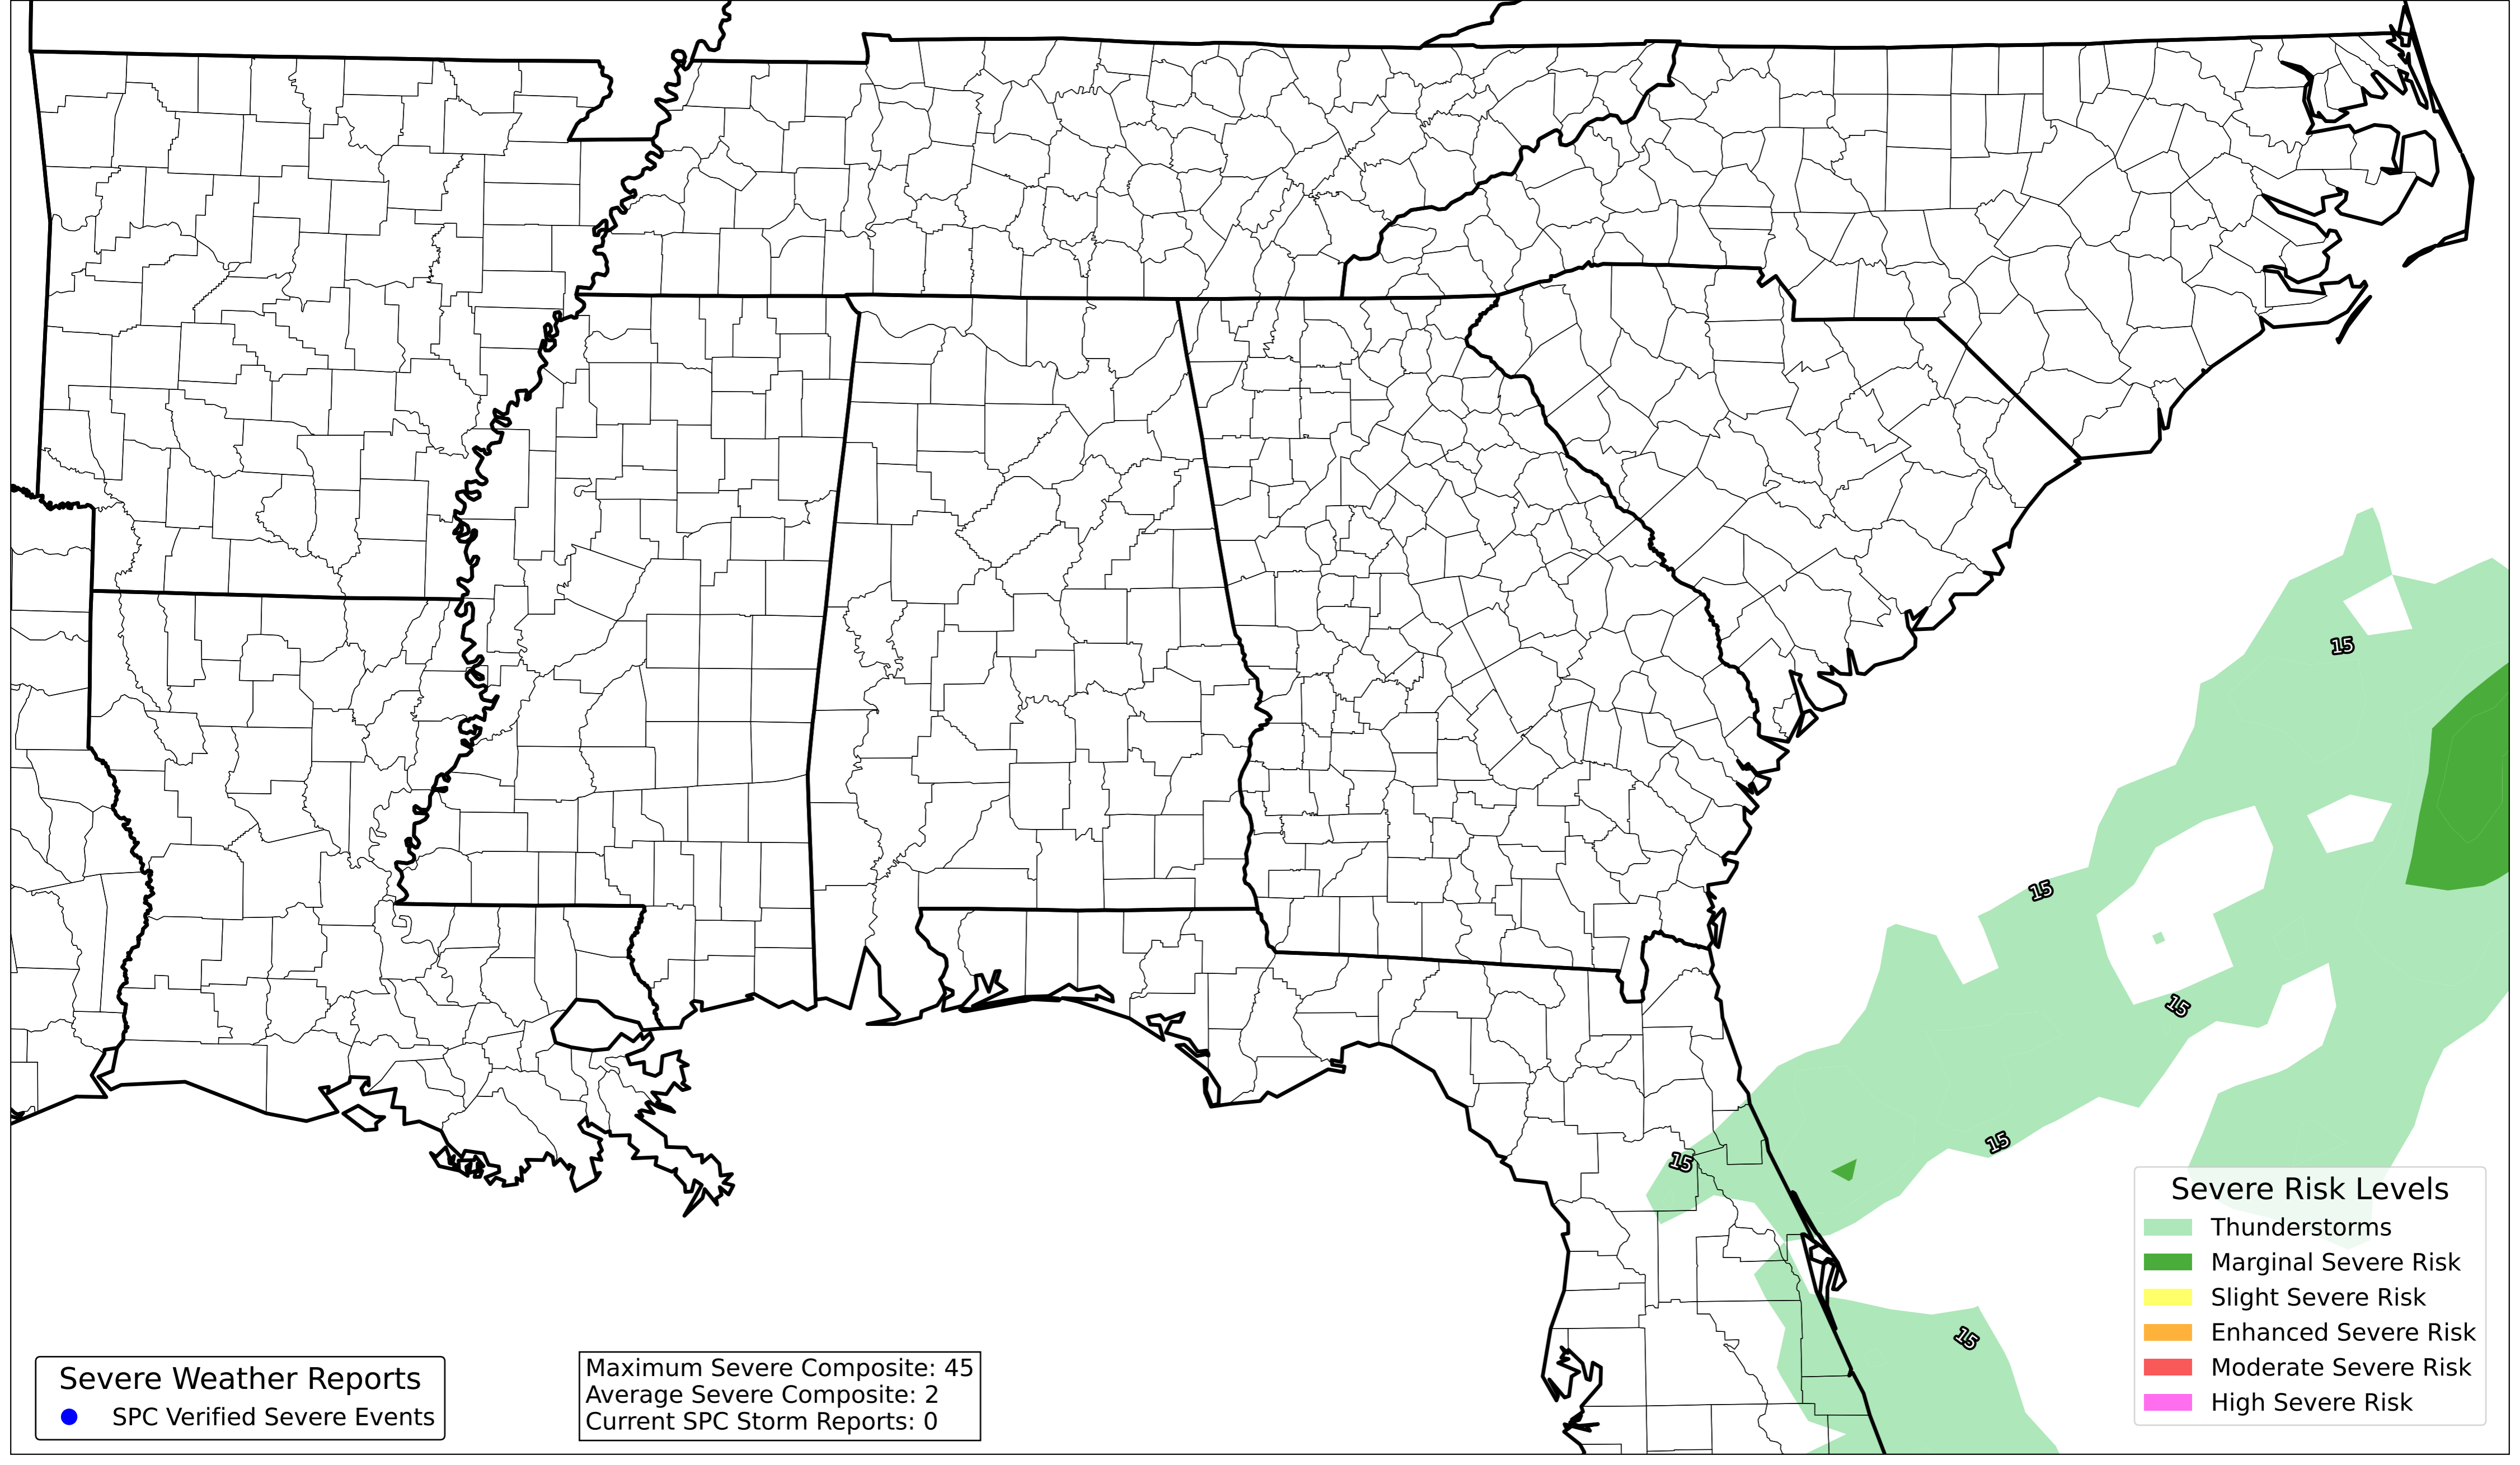 15
15
15
15
15
15
Severe Risk Levels
Thunderstorms
Marginal Severe Risk
Slight Severe Risk
Enhanced Severe Risk
Moderate Severe Risk
High Severe Risk
Severe Weather Reports
SPC Verified Severe Events
Maximum Severe Composite: 45
Average Severe Composite: 2
Current SPC Storm Reports: 0